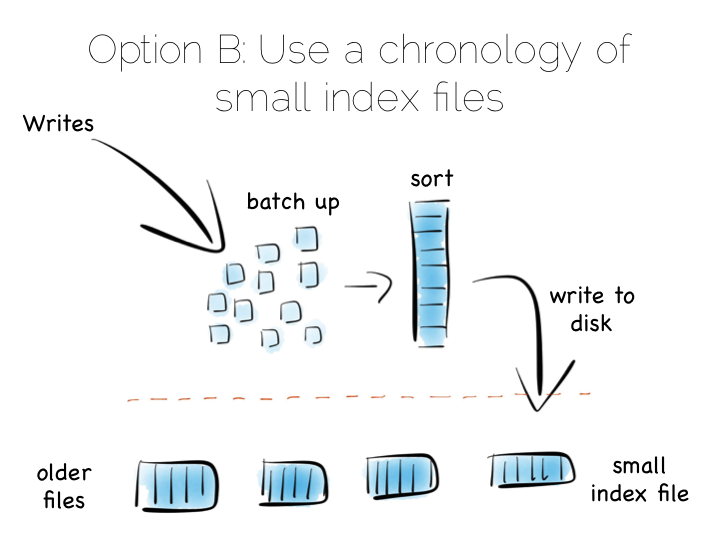 Option B: Use a chronology of
small index files
Writes
batch up
sort
write to
disk
older
files
small
index file